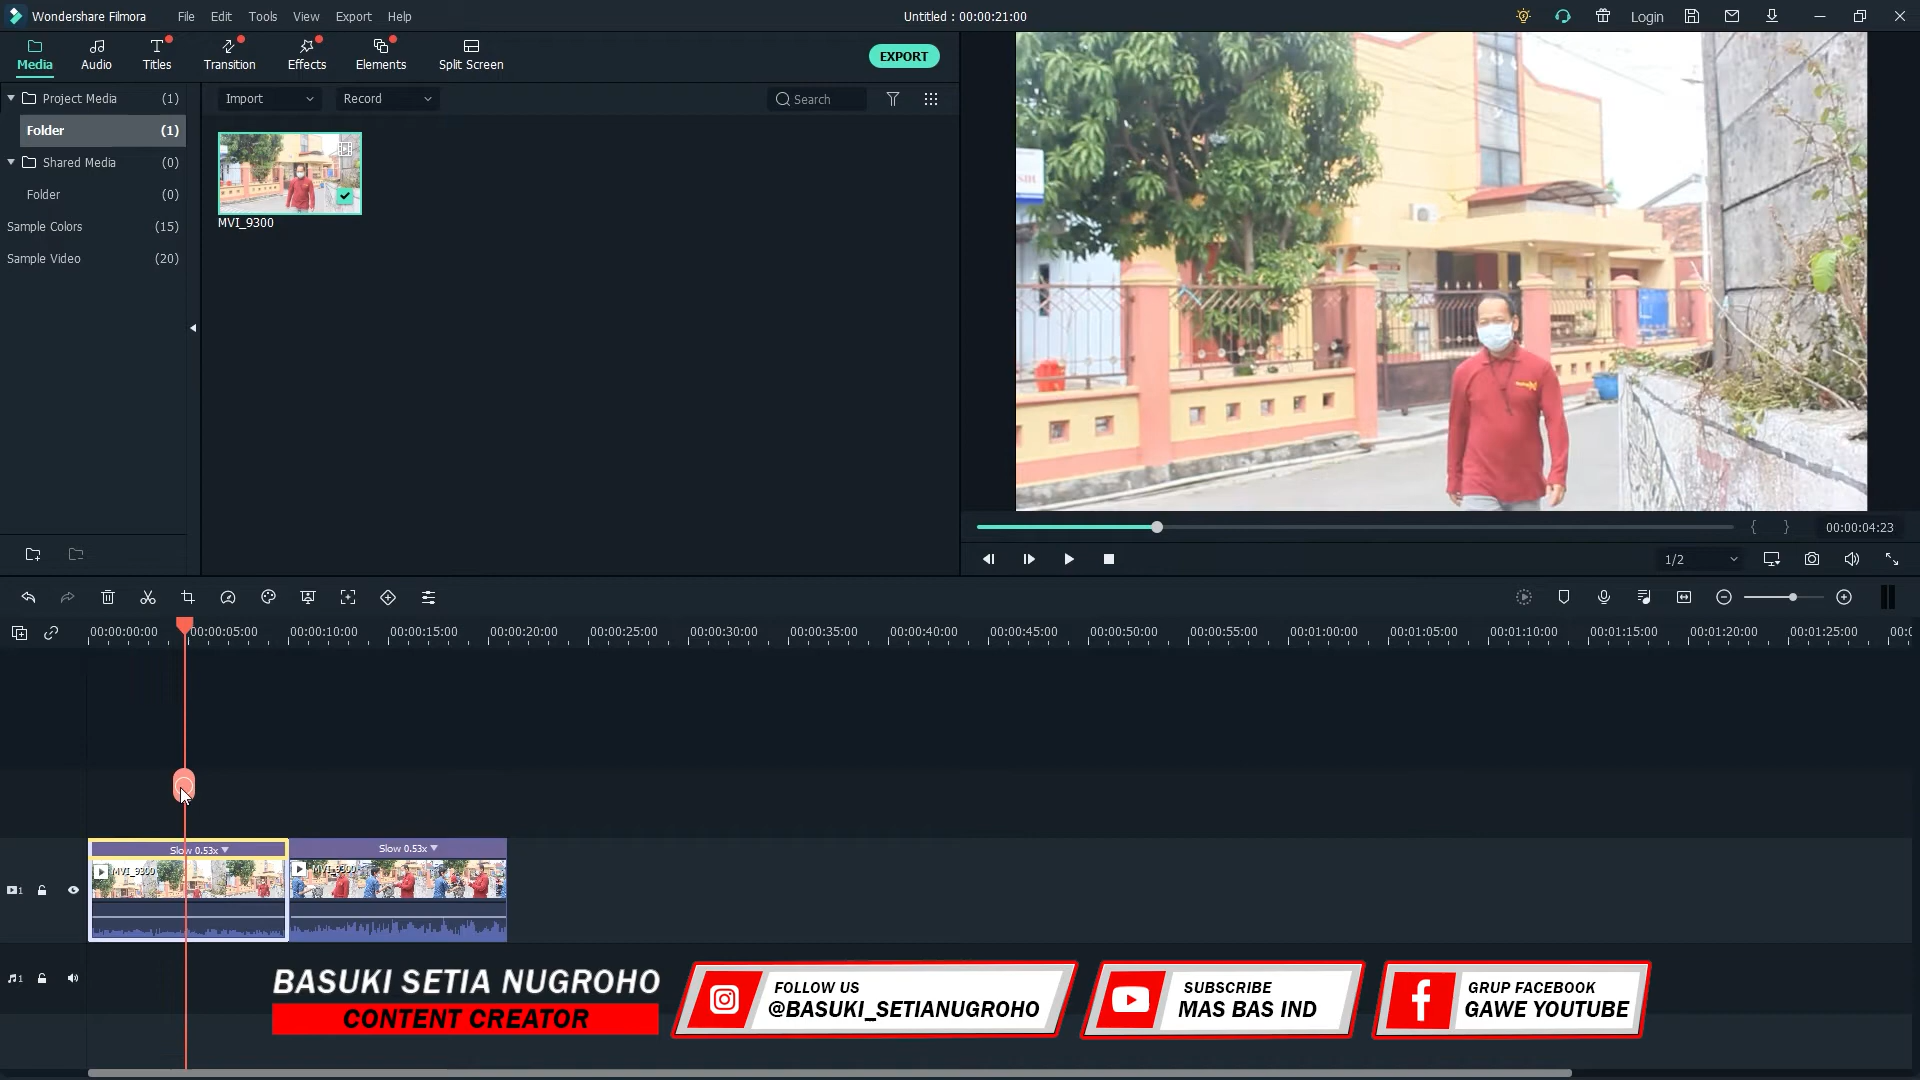 Wondershare Filmora File Edit Tools View Export Help Untitled : 00:00:21:00 Login
Media Audio Titles Transition Effects Elements Split Screen EXPORT
Project Media (1) Import Record Search
Folder (1)
Shared Media (0)
Folder (0)
Sample Colors (15)
Sample Video (20)
MVI_9300
00:00:04:23
1/2
00:00:00:00 00:00:05:00 00:00:10:00 00:00:15:00 00:00:20:00 00:00:25:00 00:00:30:00 00:00:35:00 00:00:40:00 00:00:45:00 00:00:50:00 00:00:55:00 00:01:00:00 00:01:05:00 00:01:10:00 00:01:15:00 00:01:20:00 00:01:25:00
Slow 0.53x Slow 0.53x
MVI_9300 MVI_9300
1
1
BASUKI SETIA NUGROHO
CONTENT CREATOR
FOLLOW US
@BASUKI_SETIANUGROHO
SUBSCRIBE
MAS BAS IND
GRUP FACEBOOK
GAWE YOUTUBE